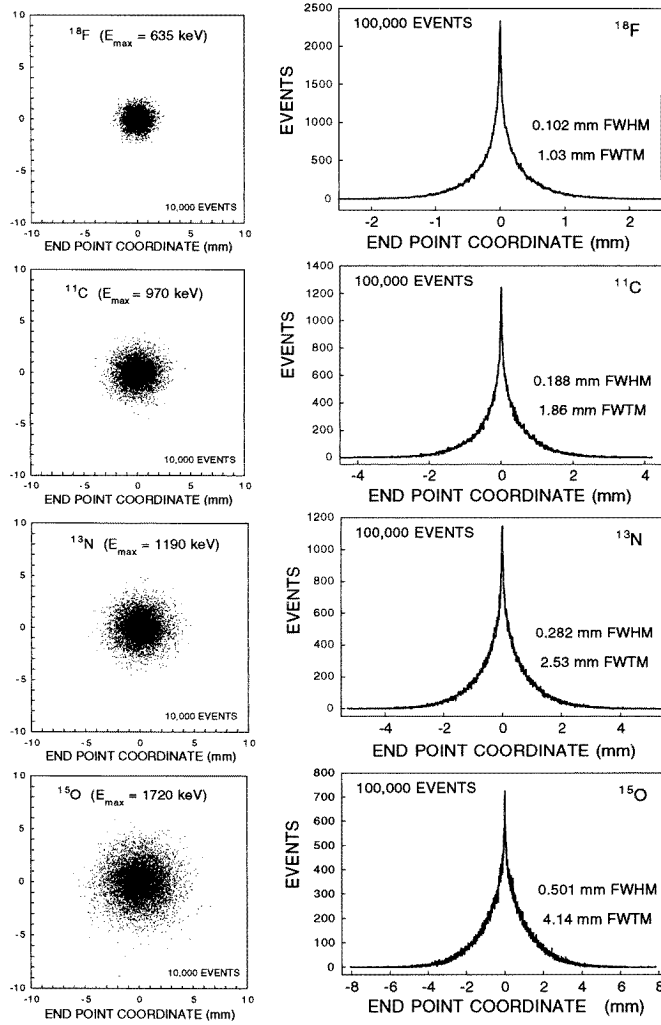 10
¹⁸F (E_max = 635 keV)
5
0
-5
10,000 EVENTS
-10
-10 -5 0 5 10
END POINT COORDINATE (mm)
2500
100,000 EVENTS ¹⁸F
2000
EVENTS
1500
0.102 mm FWHM
1000
1.03 mm FWTM
500
0
-2 -1 0 1 2
END POINT COORDINATE (mm)
10
¹¹C (E_max = 970 keV)
5
0
-5
10,000 EVENTS
-10
-10 -5 0 5 10
END POINT COORDINATE (mm)
1400
100,000 EVENTS ¹¹C
1200
1000
EVENTS
800
0.188 mm FWHM
600
1.86 mm FWTM
400
200
0
-4 -2 0 2 4
END POINT COORDINATE (mm)
10
¹³N (E_max = 1190 keV)
5
0
-5
10,000 EVENTS
-10
-10 -5 0 5 10
END POINT COORDINATE (mm)
1200
100,000 EVENTS ¹³N
1000
EVENTS
800
600
0.282 mm FWHM
400
2.53 mm FWTM
200
0
-4 -2 0 2 4
END POINT COORDINATE (mm)
10
¹⁵O (E_max = 1720 keV)
5
0
-5
10,000 EVENTS
-10
-10 -5 0 5 10
END POINT COORDINATE (mm)
800
100,000 EVENTS ¹⁵O
700
600
EVENTS
500
400
0.501 mm FWHM
300
4.14 mm FWTM
200
100
0
-8 -6 -4 -2 0 2 4 6 8
END POINT COORDINATE (mm)